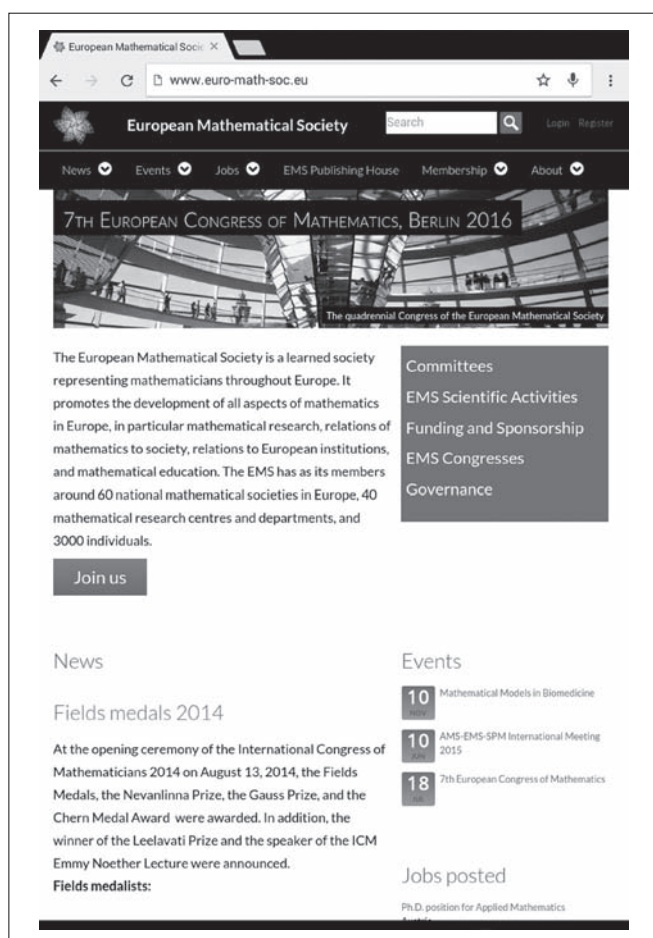 European Mathematical Socie
www.euro-math-soc.eu
European Mathematical Society
Search
Login Register
News Events Jobs EMS Publishing House Membership About
7TH EUROPEAN CONGRESS OF MATHEMATICS, BERLIN 2016
The quadrennial Congress of the European Mathematical Society
The European Mathematical Society is a learned society
representing mathematicians throughout Europe. It
promotes the development of all aspects of mathematics
in Europe, in particular mathematical research, relations of
mathematics to society, relations to European institutions,
and mathematical education. The EMS has as its members
around 60 national mathematical societies in Europe, 40
mathematical research centres and departments, and
3000 individuals.
Join us
Committees
EMS Scientific Activities
Funding and Sponsorship
EMS Congresses
Governance
News
Fields medals 2014
At the opening ceremony of the International Congress of
Mathematicians 2014 on August 13, 2014, the Fields
Medals, the Nevanlinna Prize, the Gauss Prize, and the
Chern Medal Award were awarded. In addition, the
winner of the Leelavati Prize and the speaker of the ICM
Emmy Noether Lecture were announced.
Fields medalists:
Events
10 Mathematical Models in Biomedicine
NOV
10 AMS-EMS-SPM International Meeting
JUN 2015
18 7th European Congress of Mathematics
Jobs posted
Ph.D. position for Applied Mathematics